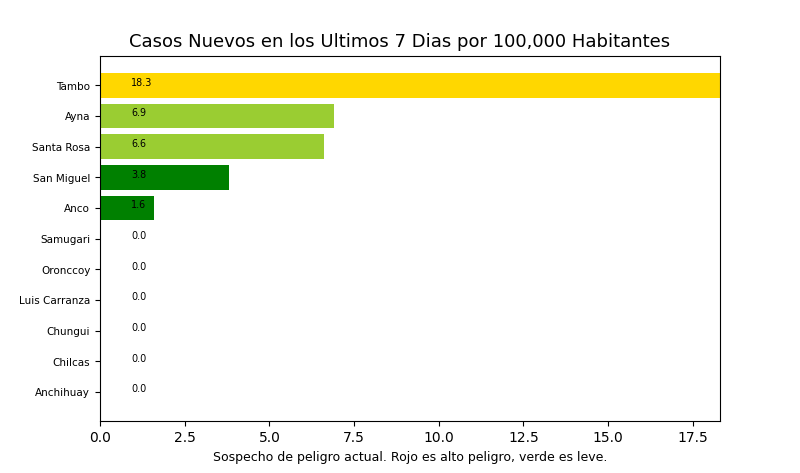 Casos Nuevos en los Ultimos 7 Dias por 100,000 Habitantes
Tambo 18.3
Ayna 6.9
Santa Rosa 6.6
San Miguel 3.8
Anco 1.6
Samugari 0.0
Oronccoy 0.0
Luis Carranza 0.0
Chungui 0.0
Chilcas 0.0
Anchihuay 0.0
0.0 2.5 5.0 7.5 10.0 12.5 15.0 17.5
Sospecho de peligro actual. Rojo es alto peligro, verde es leve.